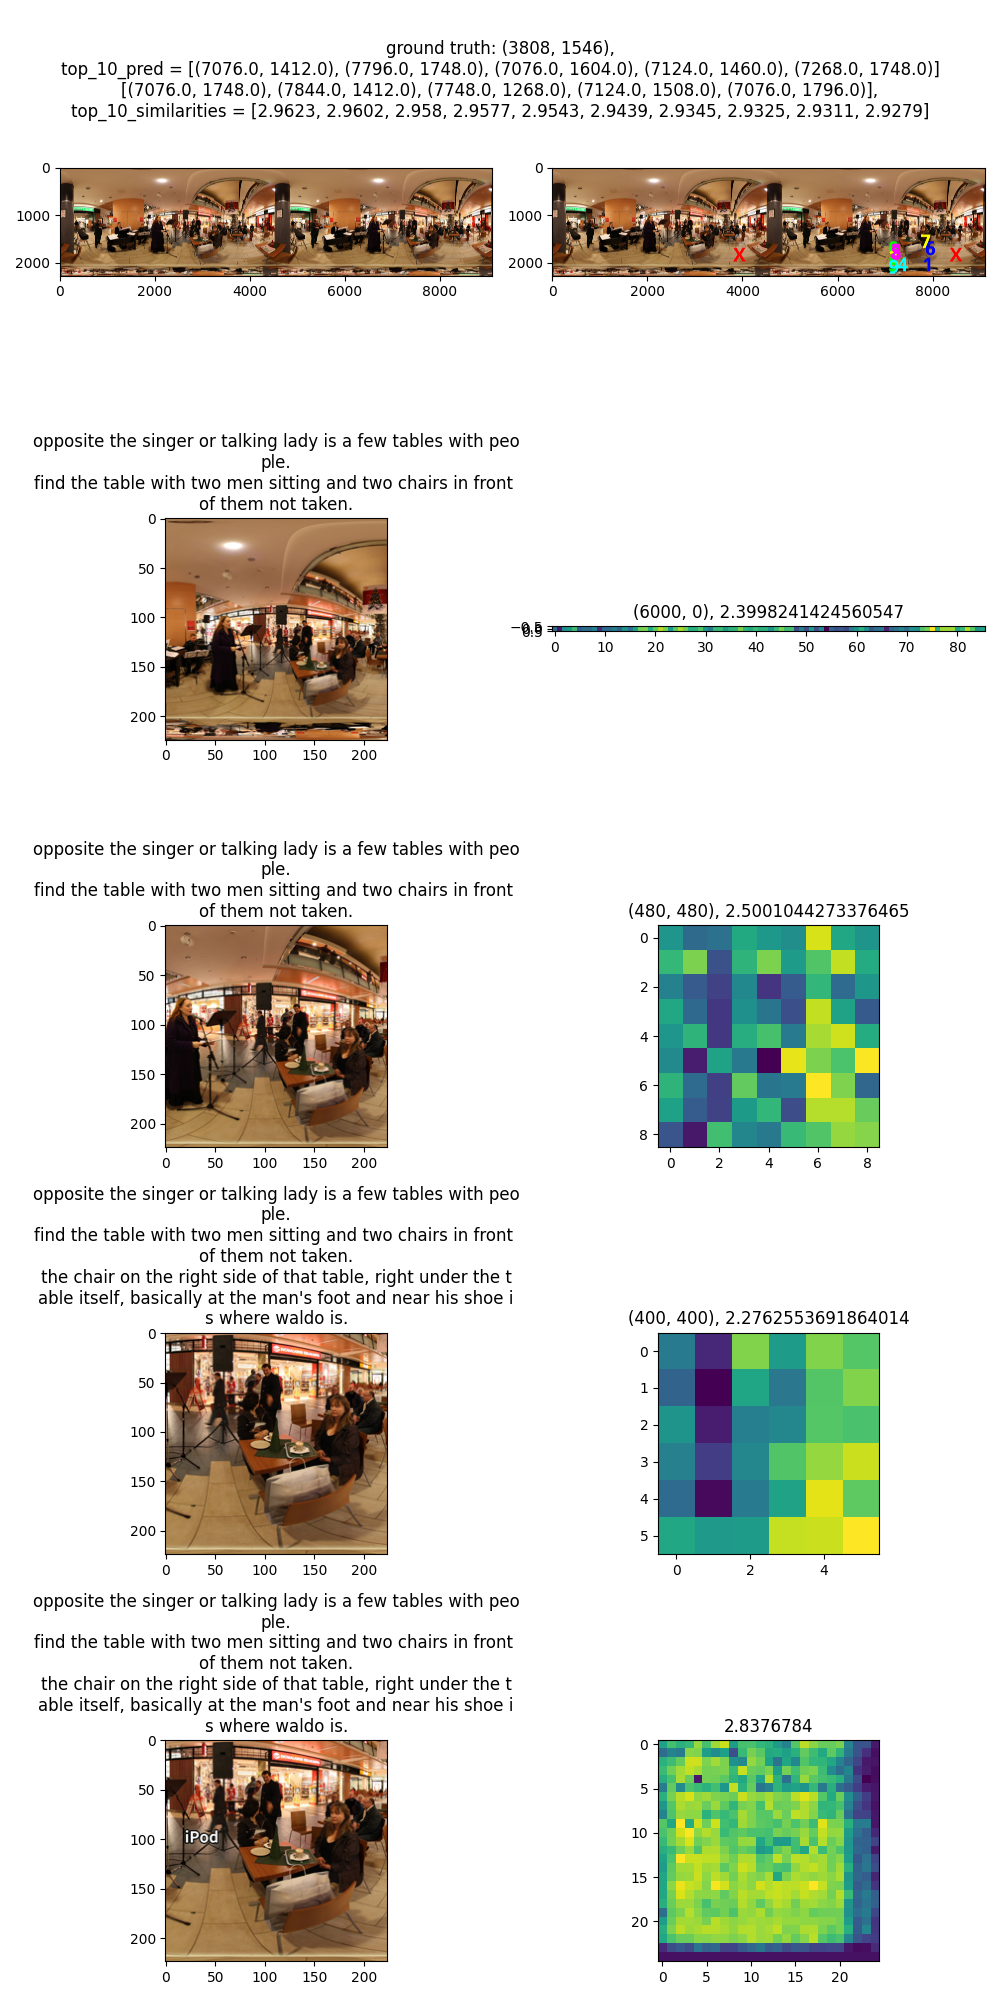 ground truth: (3808, 1546),
top_10_pred = [(7076.0, 1412.0), (7796.0, 1748.0), (7076.0, 1604.0), (7124.0, 1460.0), (7268.0, 1748.0)]
[(7076.0, 1748.0), (7844.0, 1412.0), (7748.0, 1268.0), (7124.0, 1508.0), (7076.0, 1796.0)],
top_10_similarities = [2.9623, 2.9602, 2.958, 2.9577, 2.9543, 2.9439, 2.9345, 2.9325, 2.9311, 2.9279]
0
1000
2000
0 2000 4000 6000 8000
0
1000
2000
X
7
6
1
94
X
0 2000 4000 6000 8000
opposite the singer or talking lady is a few tables with peo
ple.
find the table with two men sitting and two chairs in front
of them not taken.
0
50
100
150
200
0 50 100 150 200
(6000, 0), 2.3998241424560547
0 10 20 30 40 50 60 70 80
opposite the singer or talking lady is a few tables with peo
ple.
find the table with two men sitting and two chairs in front
of them not taken.
0
50
100
150
200
0 50 100 150 200
(480, 480), 2.5001044273376465
0
2
4
6
8
0 2 4 6 8
opposite the singer or talking lady is a few tables with peo
ple.
find the table with two men sitting and two chairs in front
of them not taken.
the chair on the right side of that table, right under the t
able itself, basically at the man's foot and near his shoe i
s where waldo is.
0
50
100
150
200
0 50 100 150 200
(400, 400), 2.2762553691864014
0
1
2
3
4
5
0 2 4
opposite the singer or talking lady is a few tables with peo
ple.
find the table with two men sitting and two chairs in front
of them not taken.
the chair on the right side of that table, right under the t
able itself, basically at the man's foot and near his shoe i
s where waldo is.
0
50
100
150
200
iPod
0 50 100 150 200
2.8376784
0
5
10
15
20
0 5 10 15 20